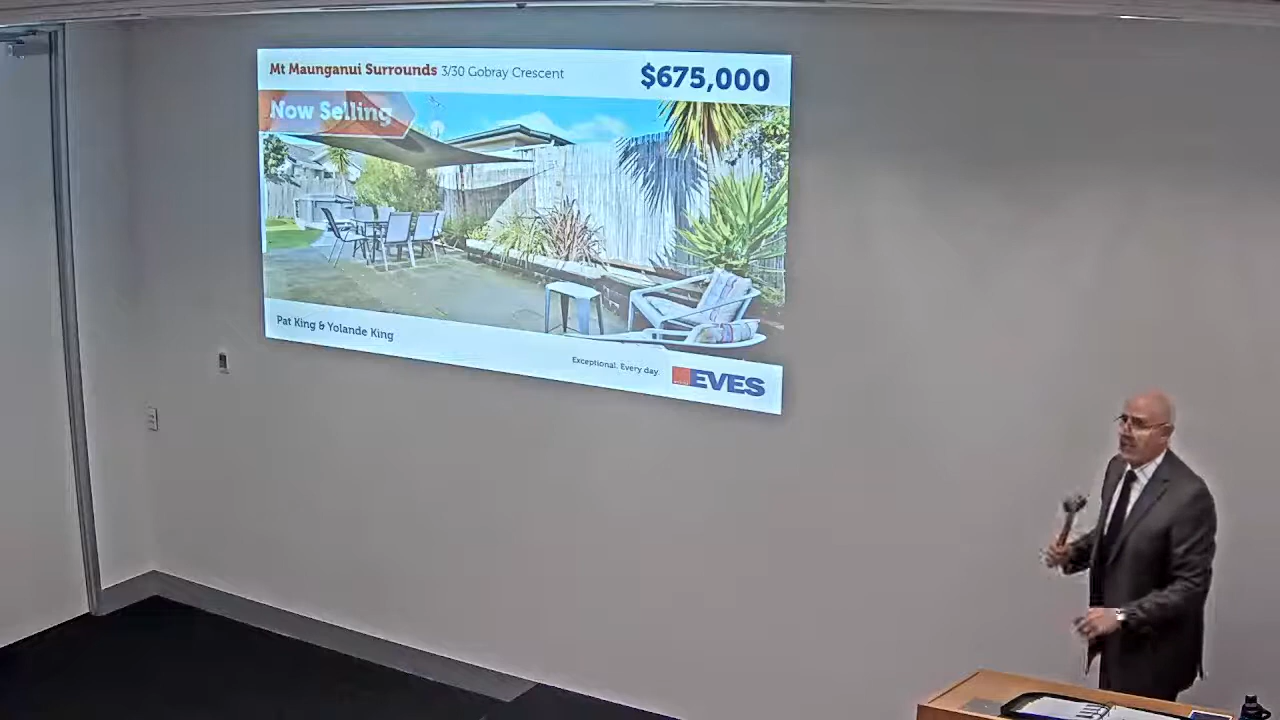 Mt Maunganui Surrounds 3/30 Gobray Crescent
$675,000
Now Selling
Pat King & Yolande King
Exceptional. Every day.
EVES